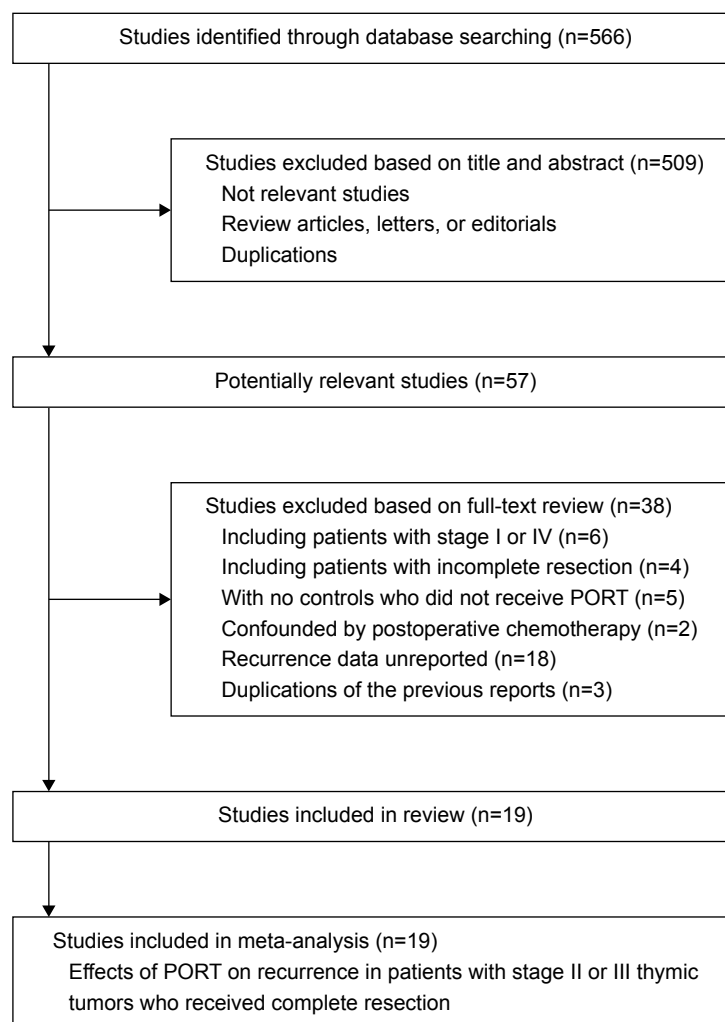 Studies identified through database searching (n=566)
Studies excluded based on title and abstract (n=509)
Not relevant studies
Review articles, letters, or editorials
Duplications
Potentially relevant studies (n=57)
Studies excluded based on full-text review (n=38)
Including patients with stage I or IV (n=6)
Including patients with incomplete resection (n=4)
With no controls who did not receive PORT (n=5)
Confounded by postoperative chemotherapy (n=2)
Recurrence data unreported (n=18)
Duplications of the previous reports (n=3)
Studies included in review (n=19)
Studies included in meta-analysis (n=19)
Effects of PORT on recurrence in patients with stage II or III thymic
tumors who received complete resection